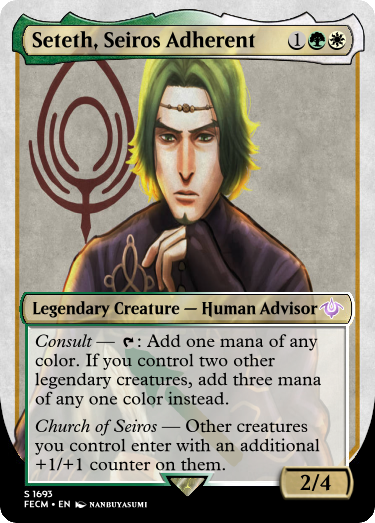 Seteth, Seiros Adherent 1
Legendary Creature — Human Advisor
Consult — : Add one mana of any
color. If you control two other
legendary creatures, add three mana
of any one color instead.
Church of Seiros — Other creatures
you control enter with an additional
+1/+1 counter on them.
2/4
S 1693
FECM • EN NANBUYASUMI